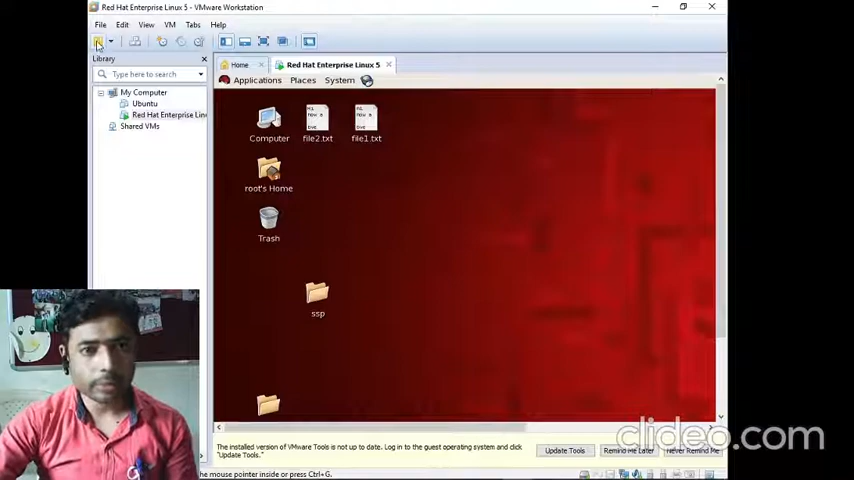 Red Hat Enterprise Linux 5 - VMware Workstation
File Edit View VM Tabs Help
Library
Type here to search
My Computer
Ubuntu
Red Hat Enterprise Lin
Shared VMs
Home
Red Hat Enterprise Linux 5
Applications Places System
Computer
file2.txt
file1.txt
root's Home
Trash
ssp
The installed version of VMware Tools is not up to date. Log in to the guest operating system and click
"Update Tools."
Update Tools
Remind Me Later
Never Remind Me
he mouse pointer inside or press Ctrl+G.
clideo.com